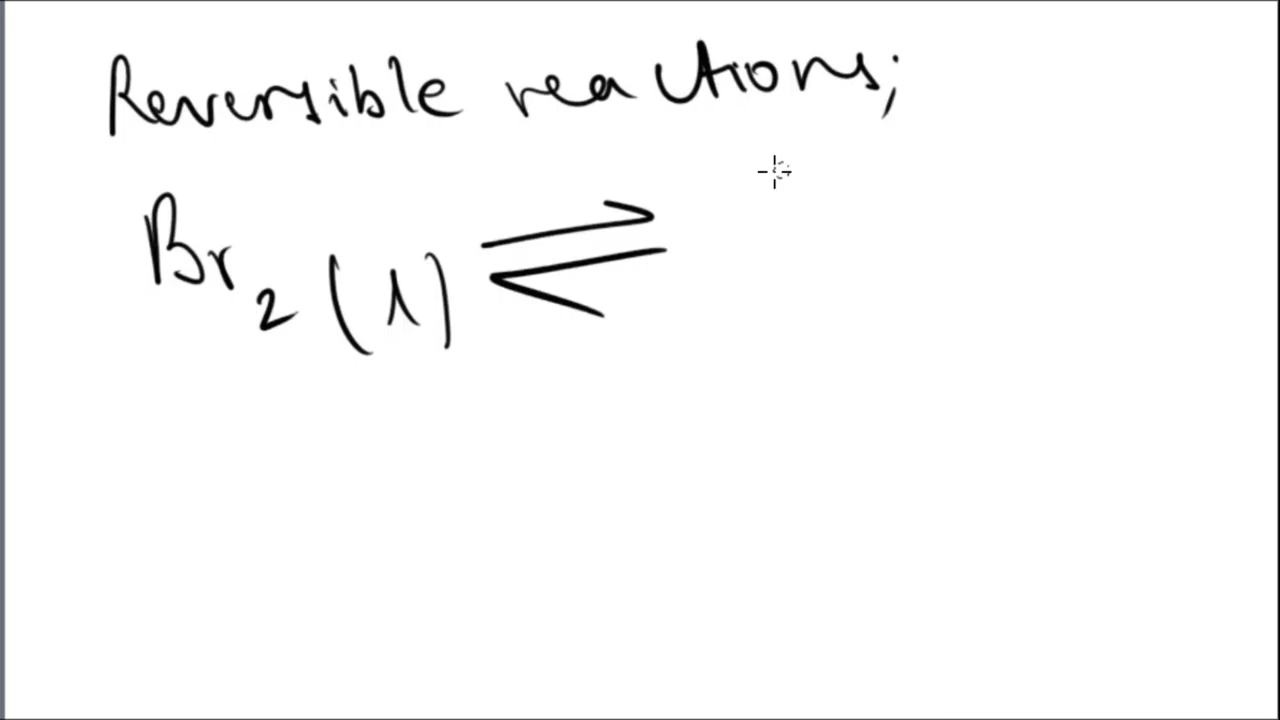 Reversible reactions;
Br₂ (l) ⇌